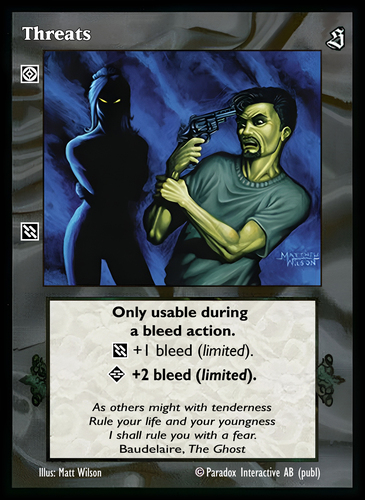 Threats
MATTHEW
WILSON
Only usable during
a bleed action.
+1 bleed (limited).
+2 bleed (limited).
As others might with tenderness
Rule your life and your youngness
I shall rule you with a fear.
Baudelaire, The Ghost
Illus: Matt Wilson
© Paradox Interactive AB (publ)